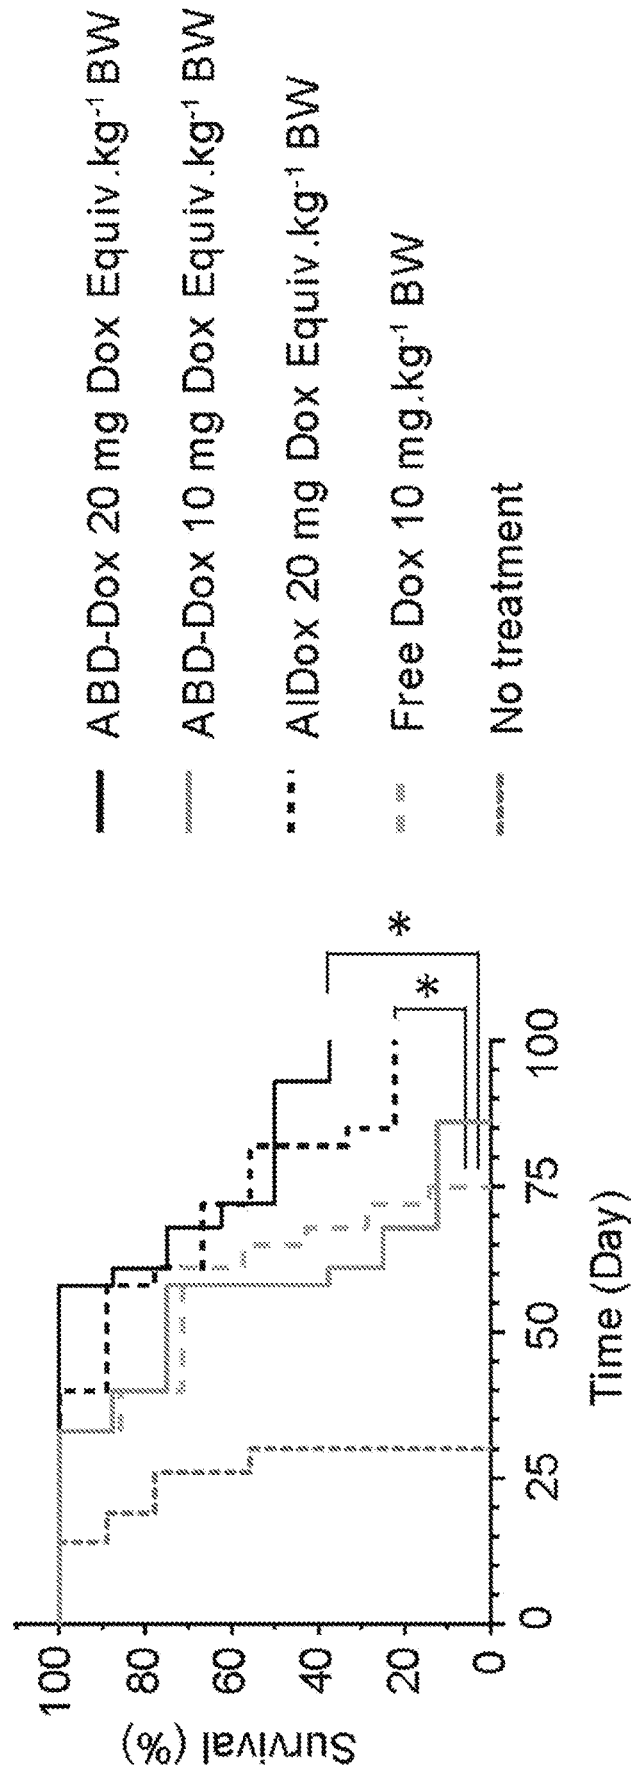 Survival (%)
100
80
60
40
20
0
0
25
50
75
100
Time (Day)
*
*
ABD-Dox 20 mg Dox Equiv.kg⁻¹ BW
ABD-Dox 10 mg Dox Equiv.kg⁻¹ BW
AlDox 20 mg Dox Equiv.kg⁻¹ BW
Free Dox 10 mg.kg⁻¹ BW
No treatment